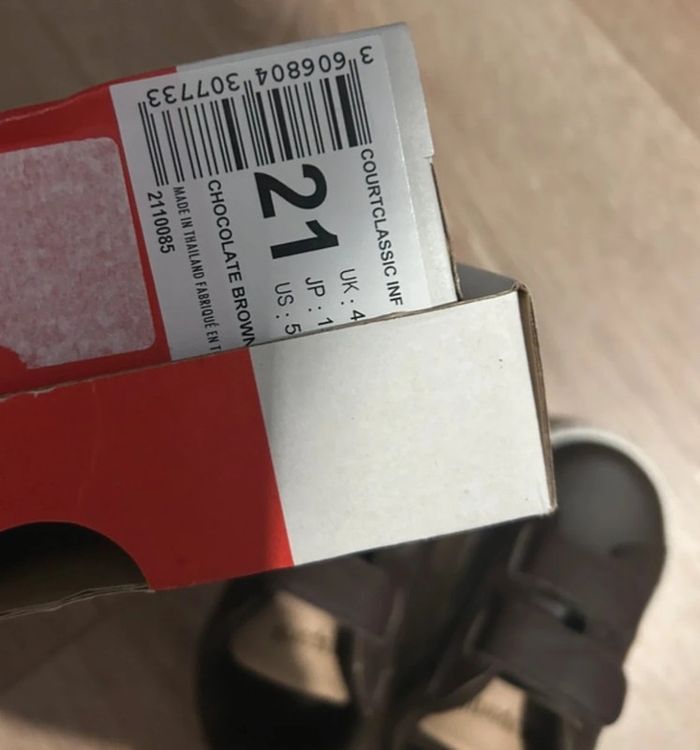 COURTCLASSIC INF
UK : 4
21
JP : 1
US : 5
CHOCOLATE BROWN
MADE IN THAILAND FABRIQUÉ EN T
2110085
3 606804 307733